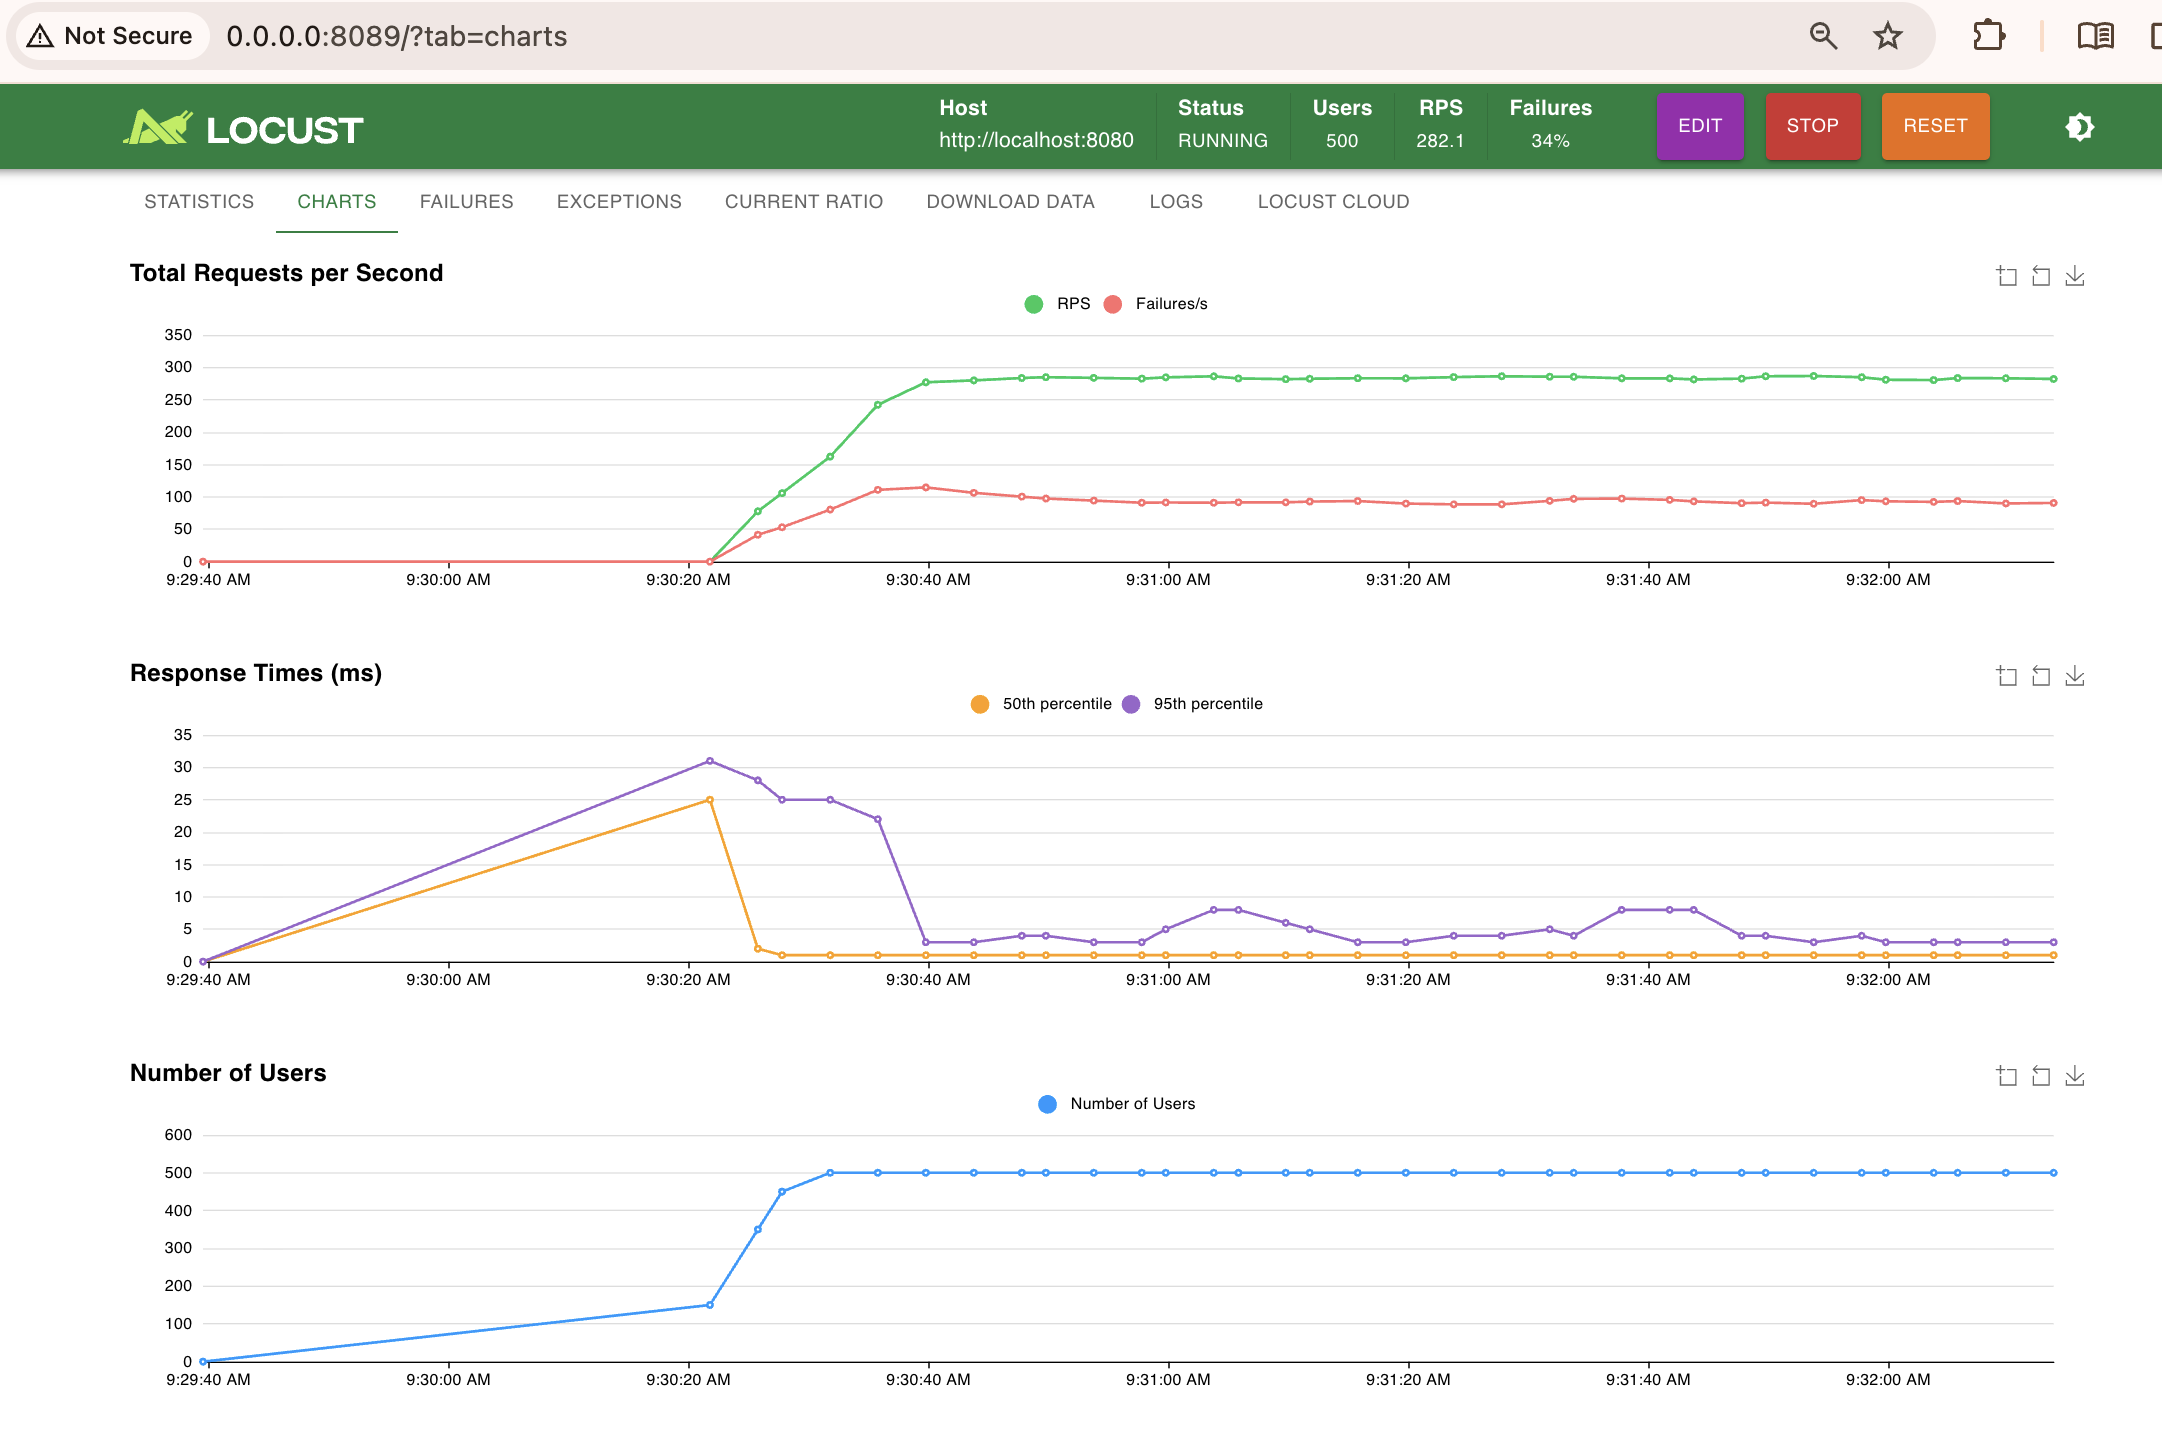 Not Secure 0.0.0.0:8089/?tab=charts
LOCUST
Host Status Users RPS Failures
http://localhost:8080 RUNNING 500 282.1 34%
EDIT STOP RESET
STATISTICS CHARTS FAILURES EXCEPTIONS CURRENT RATIO DOWNLOAD DATA LOGS LOCUST CLOUD
Total Requests per Second
RPS Failures/s
350
300
250
200
150
100
50
0
9:29:40 AM 9:30:00 AM 9:30:20 AM 9:30:40 AM 9:31:00 AM 9:31:20 AM 9:31:40 AM 9:32:00 AM
Response Times (ms)
50th percentile 95th percentile
35
30
25
20
15
10
5
0
9:29:40 AM 9:30:00 AM 9:30:20 AM 9:30:40 AM 9:31:00 AM 9:31:20 AM 9:31:40 AM 9:32:00 AM
Number of Users
Number of Users
600
500
400
300
200
100
0
9:29:40 AM 9:30:00 AM 9:30:20 AM 9:30:40 AM 9:31:00 AM 9:31:20 AM 9:31:40 AM 9:32:00 AM